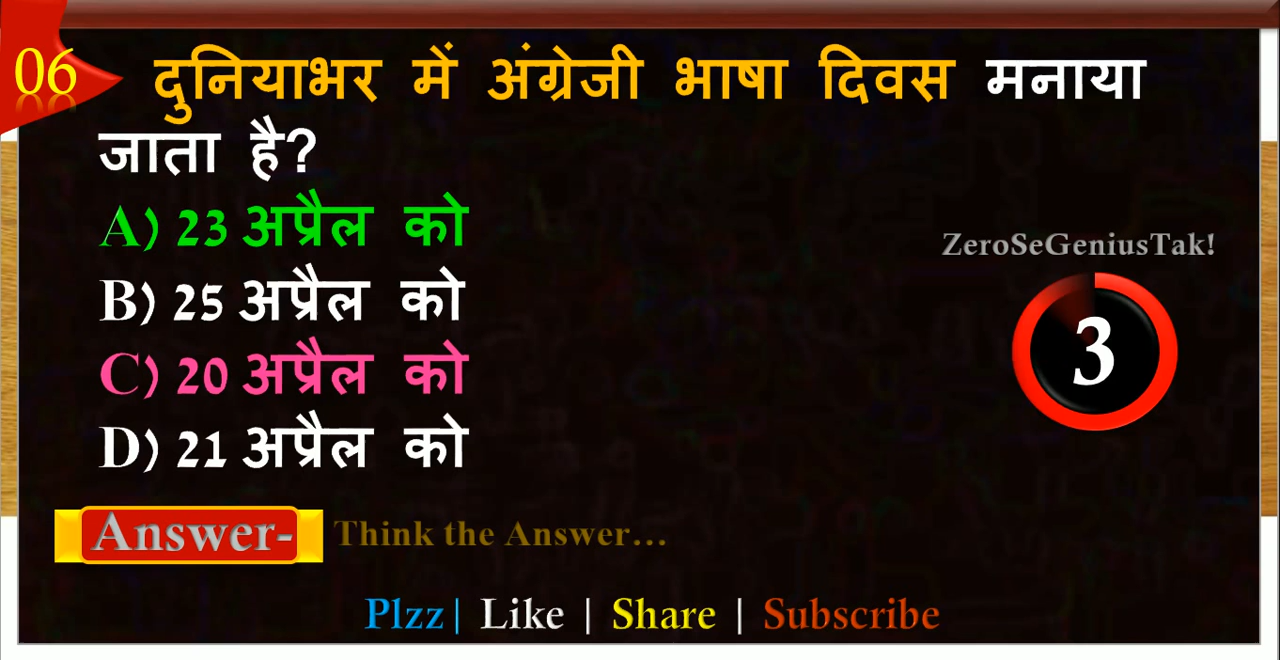 06
दुनियाभर में अंग्रेजी भाषा दिवस मनाया
जाता है?
A) 23 अप्रैल को
B) 25 अप्रैल को
C) 20 अप्रैल को
D) 21 अप्रैल को
ZeroSeGeniusTak!
3
Answer- Think the Answer...
Plzz| Like | Share | Subscribe